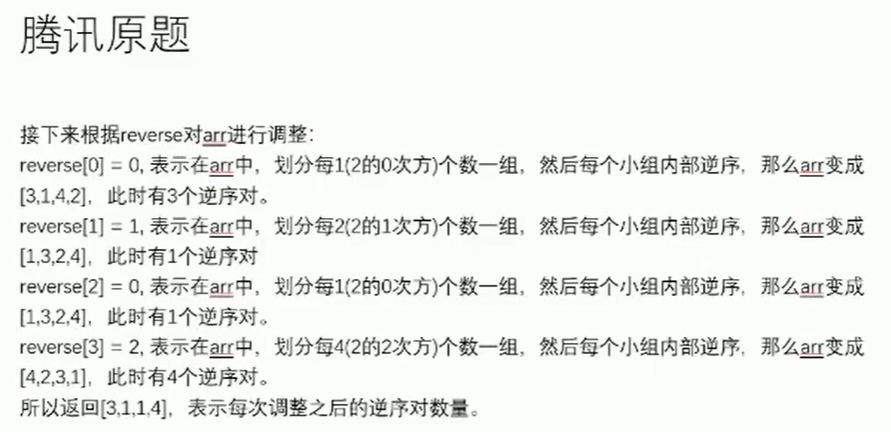 腾讯原题
接下来根据reverse对arr进行调整：
reverse[0] = 0, 表示在arr中，划分每1(2的0次方)个数一组，然后每个小组内部逆序，那么arr变成
[3,1,4,2]，此时有3个逆序对。
reverse[1] = 1, 表示在arr中，划分每2(2的1次方)个数一组，然后每个小组内部逆序，那么arr变成
[1,3,2,4]，此时有1个逆序对
reverse[2] = 0, 表示在arr中，划分每1(2的0次方)个数一组，然后每个小组内部逆序，那么arr变成
[1,3,2,4]，此时有1个逆序对。
reverse[3] = 2, 表示在arr中，划分每4(2的2次方)个数一组，然后每个小组内部逆序，那么arr变成
[4,2,3,1]，此时有4个逆序对。
所以返回[3,1,1,4]，表示每次调整之后的逆序对数量。